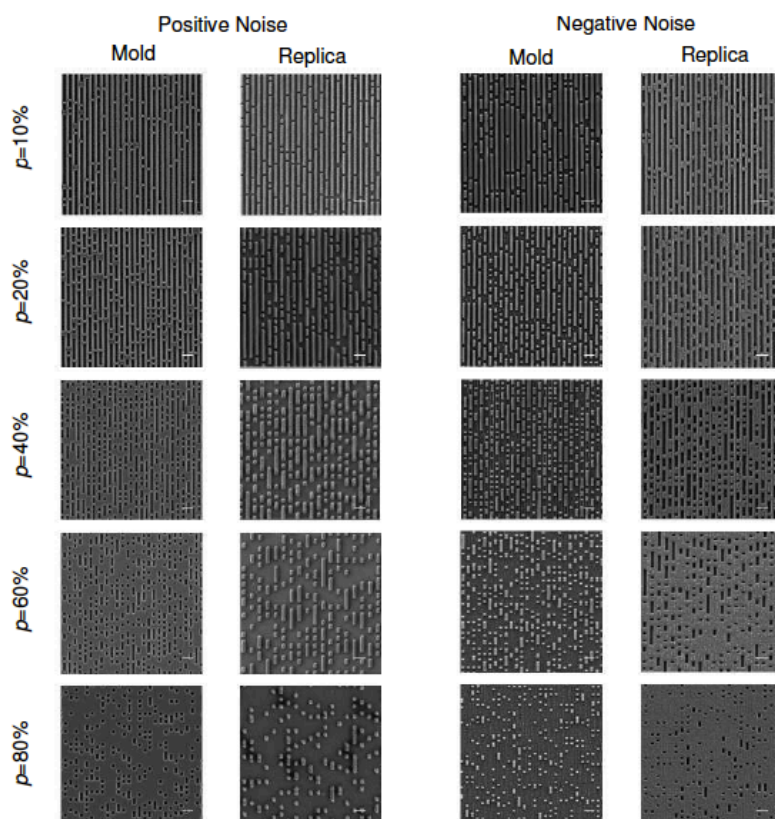 Positive Noise
Negative Noise
Mold
Replica
Mold
Replica
p=10%
p=20%
p=40%
p=60%
p=80%